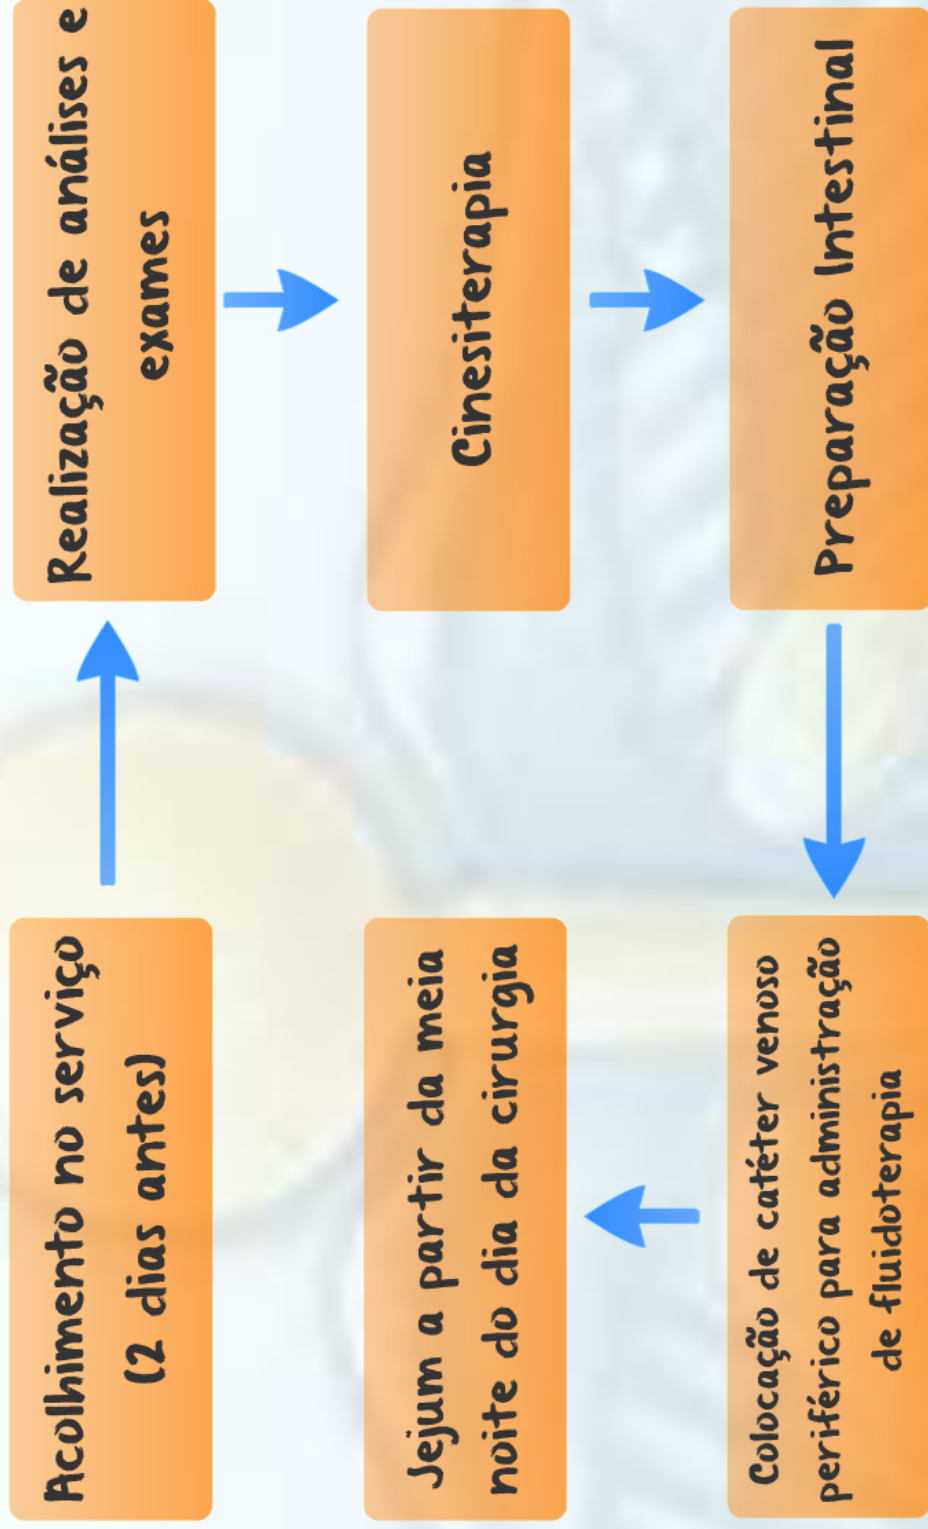 Acolhimento no serviço
(2 dias antes)
Realização de análises e
exames
Cinesiterapia
Preparação Intestinal
Colocação de catéter venoso
periférico para administração
de fluidoterapia
Jejum a partir da meia
noite do dia da cirurgia